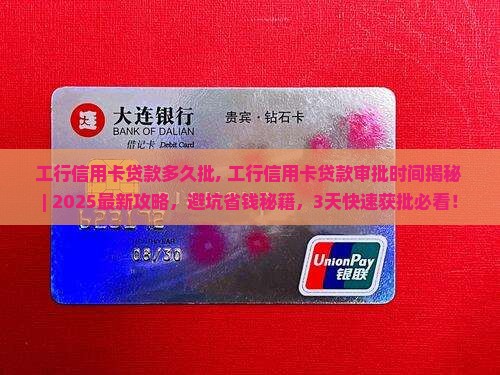 大连银行
BANK OF DALIAN
贵宾·钻石卡
借记卡 Debit Card
工行信用卡贷款多久批, 工行信用卡贷款审批时间揭秘
| 2025最新攻略，避坑省钱秘籍，3天快速获批必看！
08/30
UnionPay
银联